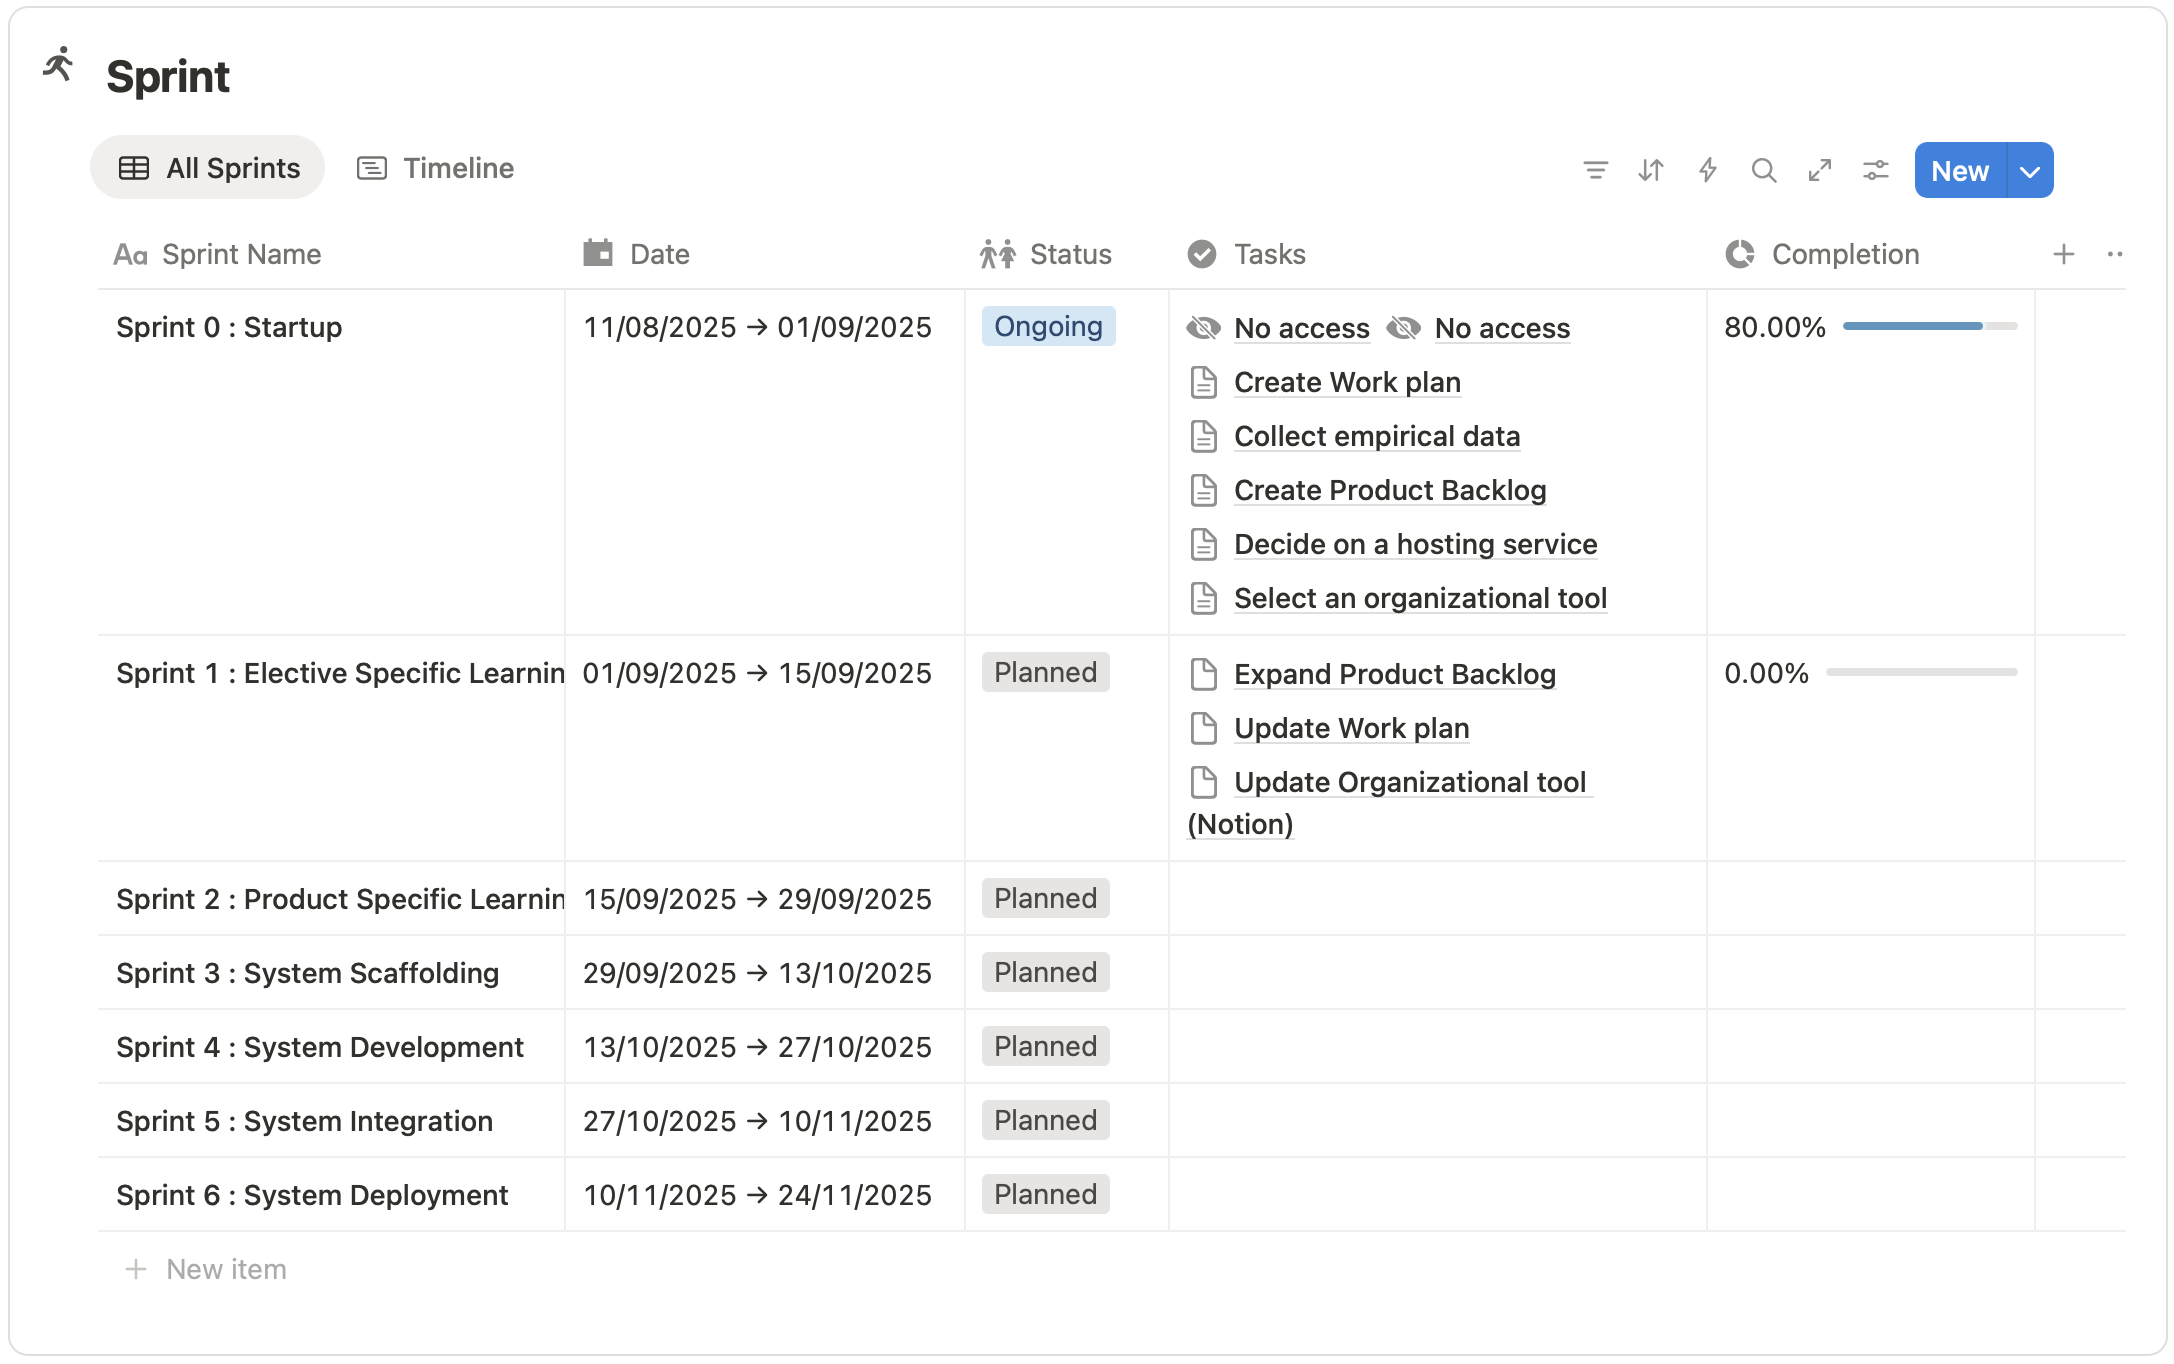 Sprint
All Sprints Timeline New
Aa Sprint Name Date Status Tasks Completion
Sprint 0 : Startup 11/08/2025 → 01/09/2025 Ongoing No access No access 80.00%
Create Work plan
Collect empirical data
Create Product Backlog
Decide on a hosting service
Select an organizational tool
Sprint 1 : Elective Specific Learnin 01/09/2025 → 15/09/2025 Planned Expand Product Backlog 0.00%
Update Work plan
Update Organizational tool
(Notion)
Sprint 2 : Product Specific Learnin 15/09/2025 → 29/09/2025 Planned
Sprint 3 : System Scaffolding 29/09/2025 → 13/10/2025 Planned
Sprint 4 : System Development 13/10/2025 → 27/10/2025 Planned
Sprint 5 : System Integration 27/10/2025 → 10/11/2025 Planned
Sprint 6 : System Deployment 10/11/2025 → 24/11/2025 Planned
New item